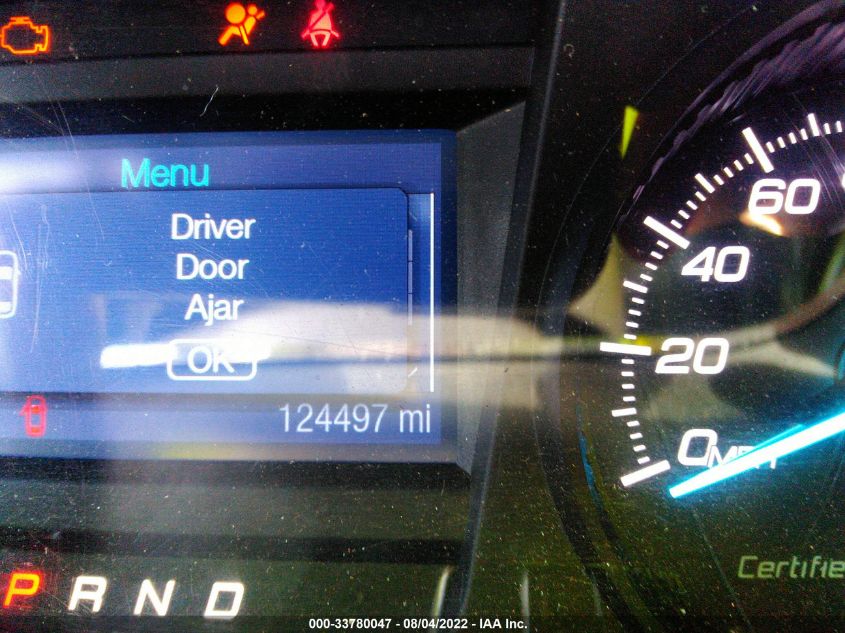 Menu
Driver
Door
Ajar
OK
124497 mi
60
40
20
0 MPH
Certifie
P R N D
000-33780047 - 08/04/2022 - IAA Inc.